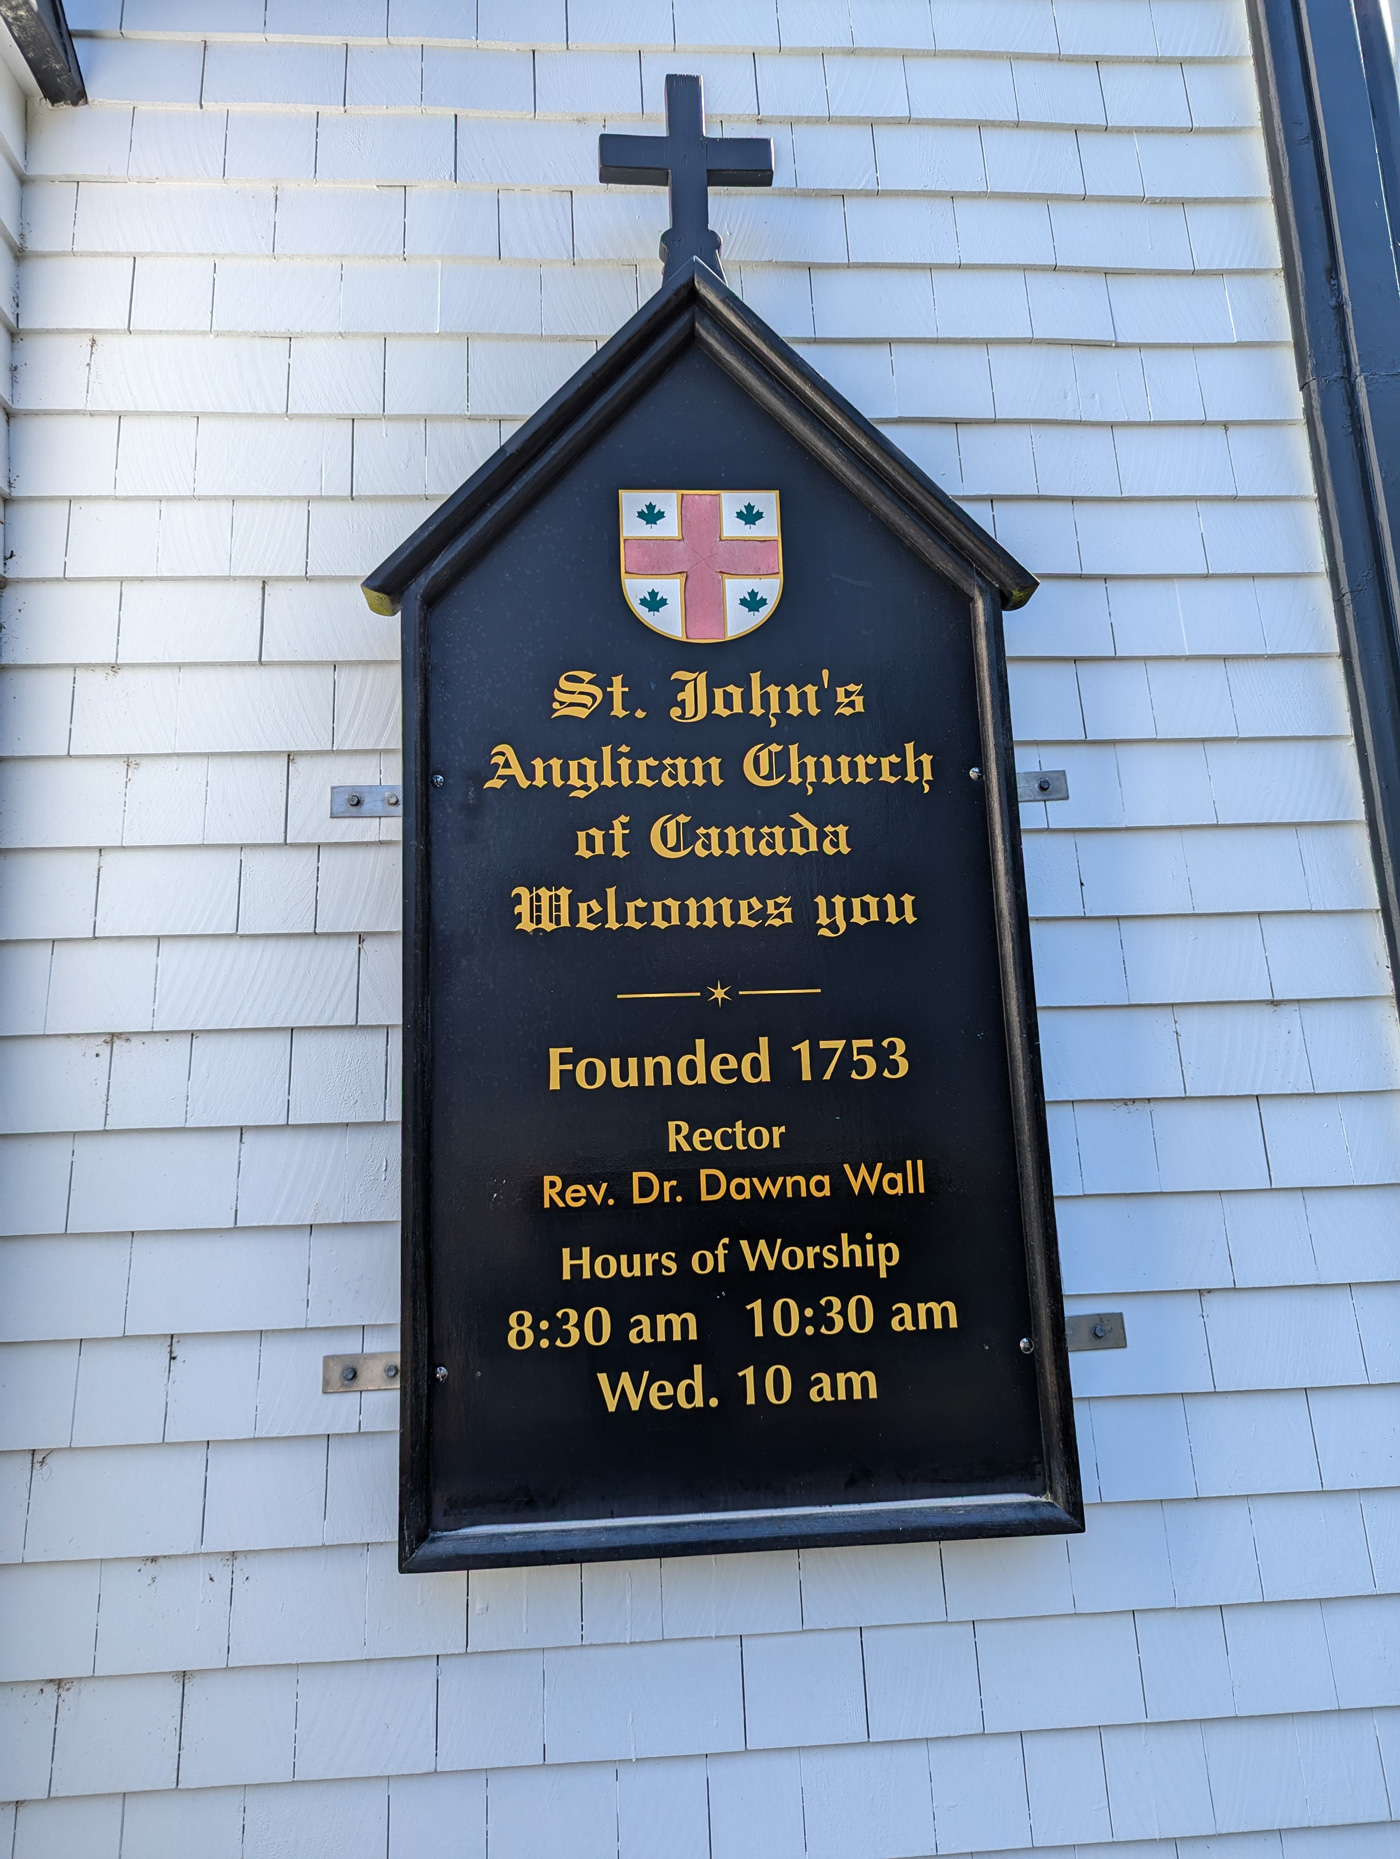 St. John's
Anglican Church
of Canada
Welcomes you
Founded 1753
Rector
Rev. Dr. Dawna Wall
Hours of Worship
8:30 am 10:30 am
Wed. 10 am